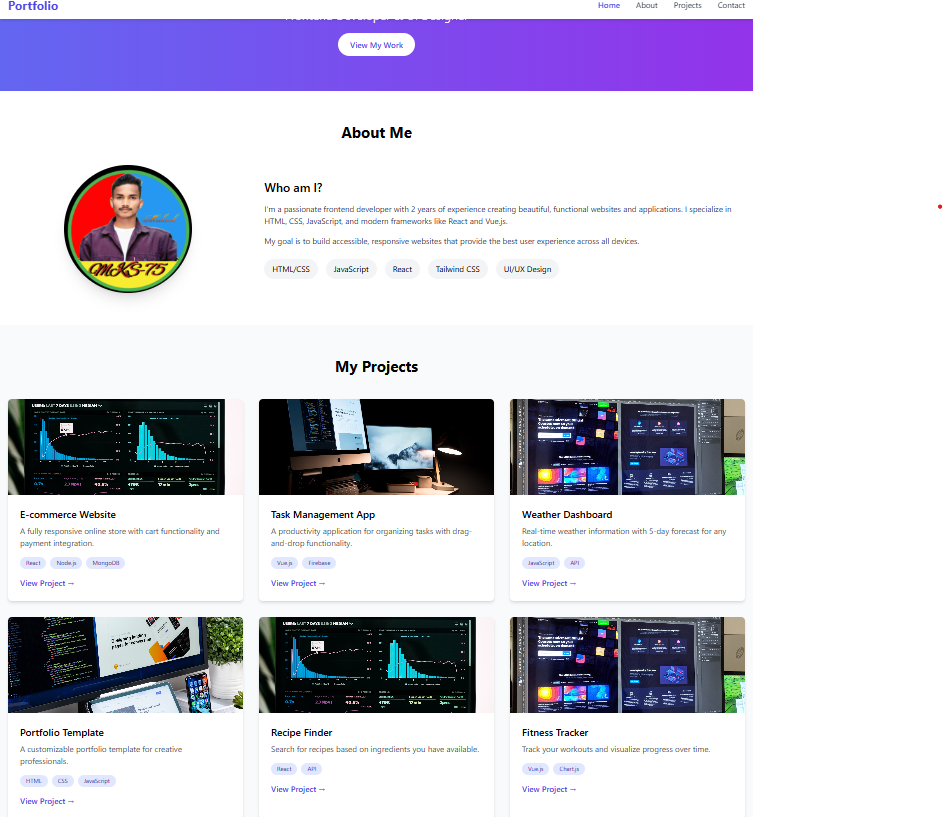 Portfolio
Home About Projects Contact
View My Work
About Me
Who am I?
I'm a passionate frontend developer with 2 years of experience creating beautiful, functional websites and applications. I specialize in
HTML, CSS, JavaScript, and modern frameworks like React and Vue.js.
My goal is to build accessible, responsive websites that provide the best user experience across all devices.
HTML/CSS JavaScript React Tailwind CSS UI/UX Design
MKS-75
My Projects
E-commerce Website
A fully responsive online store with cart functionality and
payment integration.
React Node.js MongoDB
View Project →
Task Management App
A productivity application for organizing tasks with drag-
and-drop functionality.
Vue.js Firebase
View Project →
Weather Dashboard
Real-time weather information with 5-day forecast for any
location.
JavaScript API
View Project →
Portfolio Template
A customizable portfolio template for creative
professionals.
HTML CSS JavaScript
View Project →
Recipe Finder
Search for recipes based on ingredients you have available.
React API
View Project →
Fitness Tracker
Track your workouts and visualize progress over time.
Vue.js Chart.js
View Project →